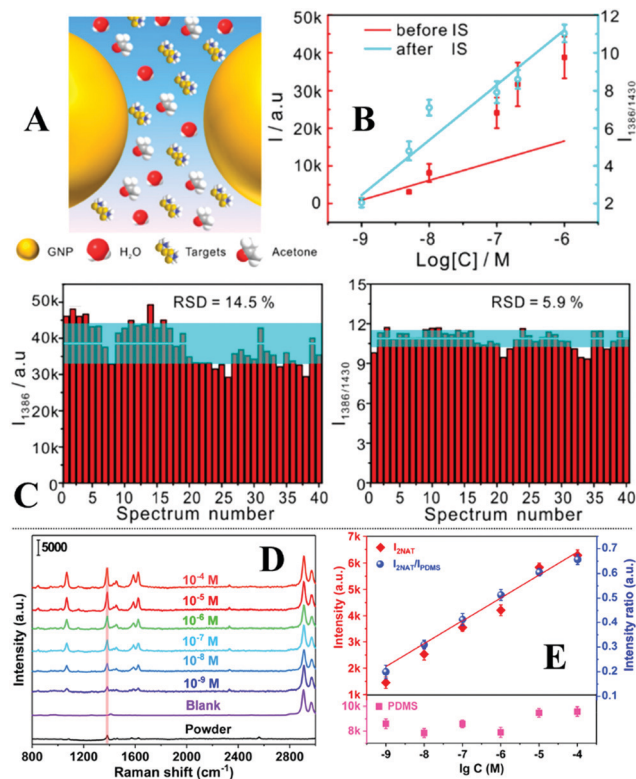 A
GNP
H₂O
Targets
Acetone
B
before IS
after IS
I / a.u
50k
40k
30k
20k
10k
0
I1386/1430
12
10
8
6
4
2
-9
-8
-7
-6
Log[C] / M
C
RSD = 14.5 %
I1386 / a.u
50k
40k
30k
20k
10k
0
0 5 10 15 20 25 30 35 40
Spectrum number
RSD = 5.9 %
I1386/1430
15
12
9
6
3
0
0 5 10 15 20 25 30 35 40
Spectrum number
D
5000
10⁻⁴ M
10⁻⁵ M
10⁻⁶ M
10⁻⁷ M
10⁻⁸ M
10⁻⁹ M
Blank
Powder
Intensity (a.u.)
800 1200 1600 2000 2400 2800
Raman shift (cm⁻¹)
E
I2NAT
I2NAT/IPDMS
Intensity (a.u.)
7k
6k
5k
4k
3k
2k
1k
Intensity ratio (a.u.)
0.7
0.6
0.5
0.4
0.3
0.2
0.1
PDMS
10k
8k
-9 -8 -7 -6 -5 -4
lg C (M)